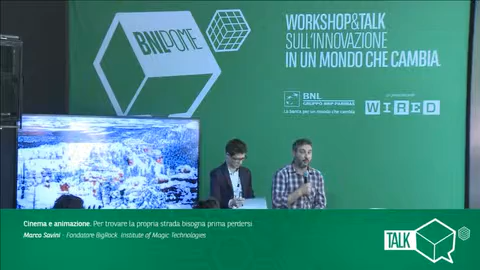 BNLDOME
WORKSHOP&TALK
SULL'INNOVAZIONE
IN UN MONDO CHE CAMBIA.
BNL
GRUPPO BNP PARIBAS
La banca per un mondo che cambia
WIRED
Cinema e animazione. Per trovare la propria strada bisogna prima perdersi
Marco Savini - Fondatore BigRock Institute of Magic Technologies
TALK